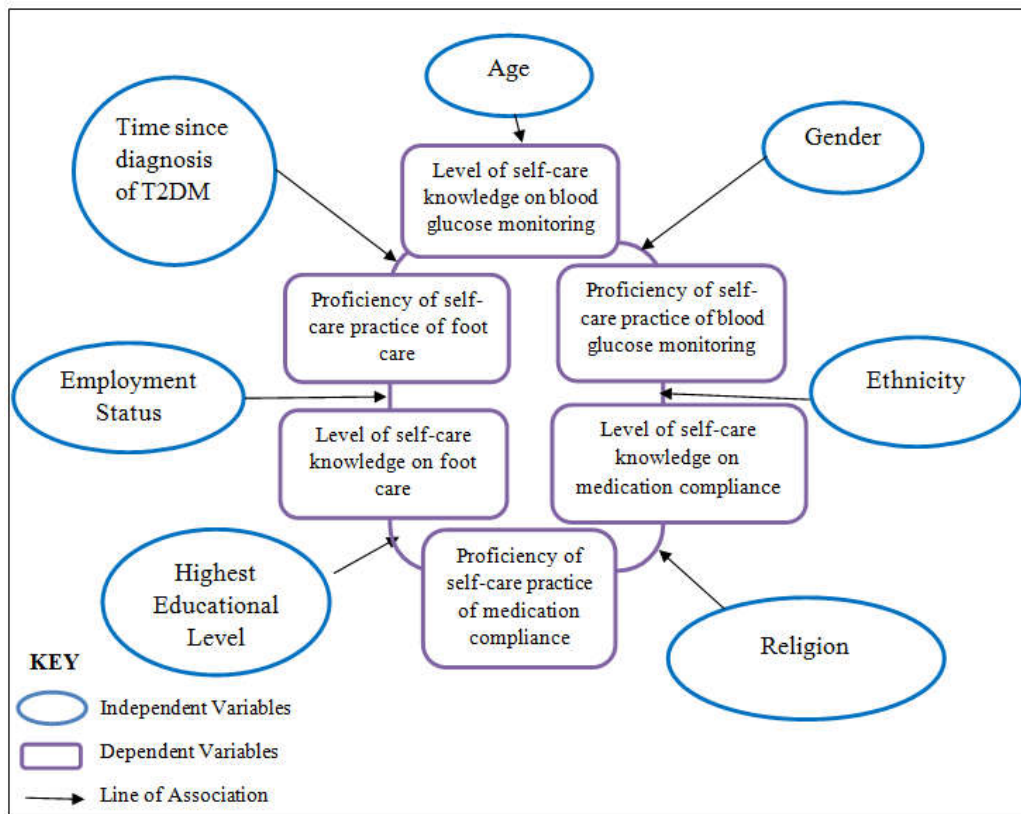 Age
Time since
diagnosis
of T2DM
Gender
Level of self-care
knowledge on blood
glucose monitoring
Proficiency of self-
care practice of foot
care
Proficiency of self-
care practice of blood
glucose monitoring
Employment
Status
Ethnicity
Level of self-care
knowledge on foot
care
Level of self-care
knowledge on
medication compliance
Highest
Educational
Level
Proficiency of
self-care practice
of medication
compliance
Religion
KEY
Independent Variables
Dependent Variables
Line of Association